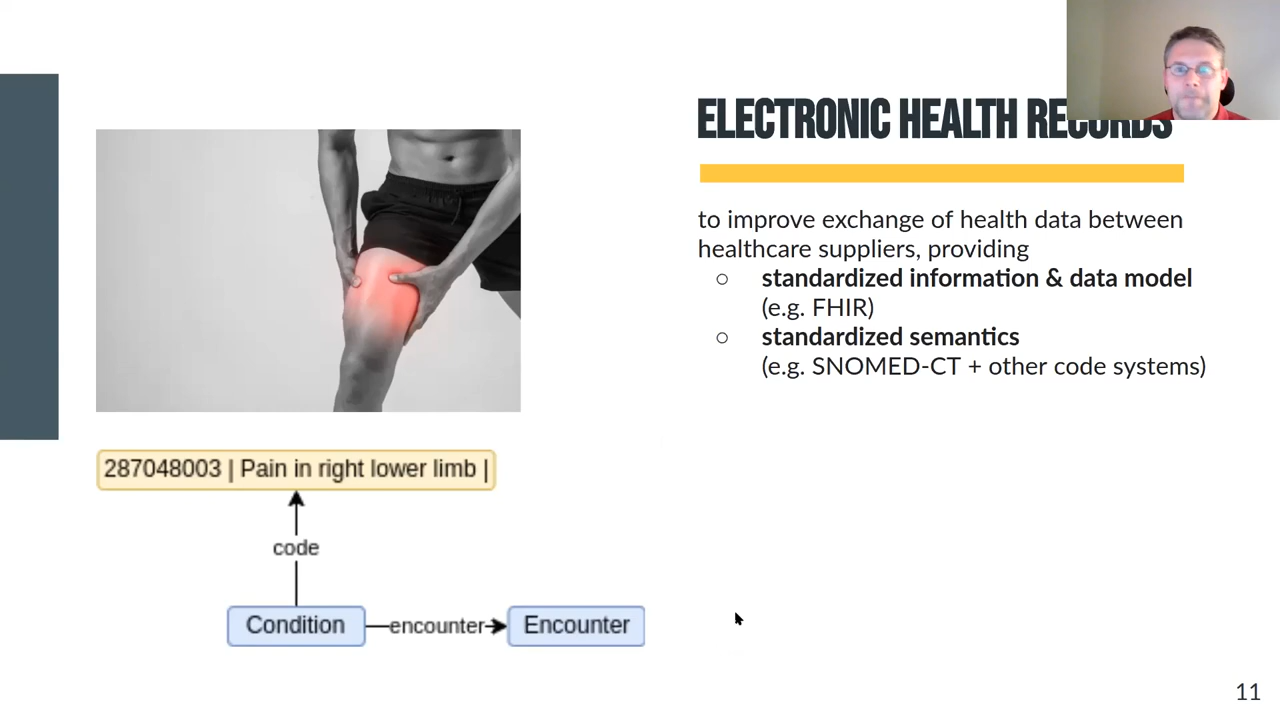 ELECTRONIC HEALTH RECORDS
to improve exchange of health data between
healthcare suppliers, providing
○ standardized information & data model
(e.g. FHIR)
○ standardized semantics
(e.g. SNOMED-CT + other code systems)
287048003 | Pain in right lower limb |
code
Condition
encounter
Encounter
11